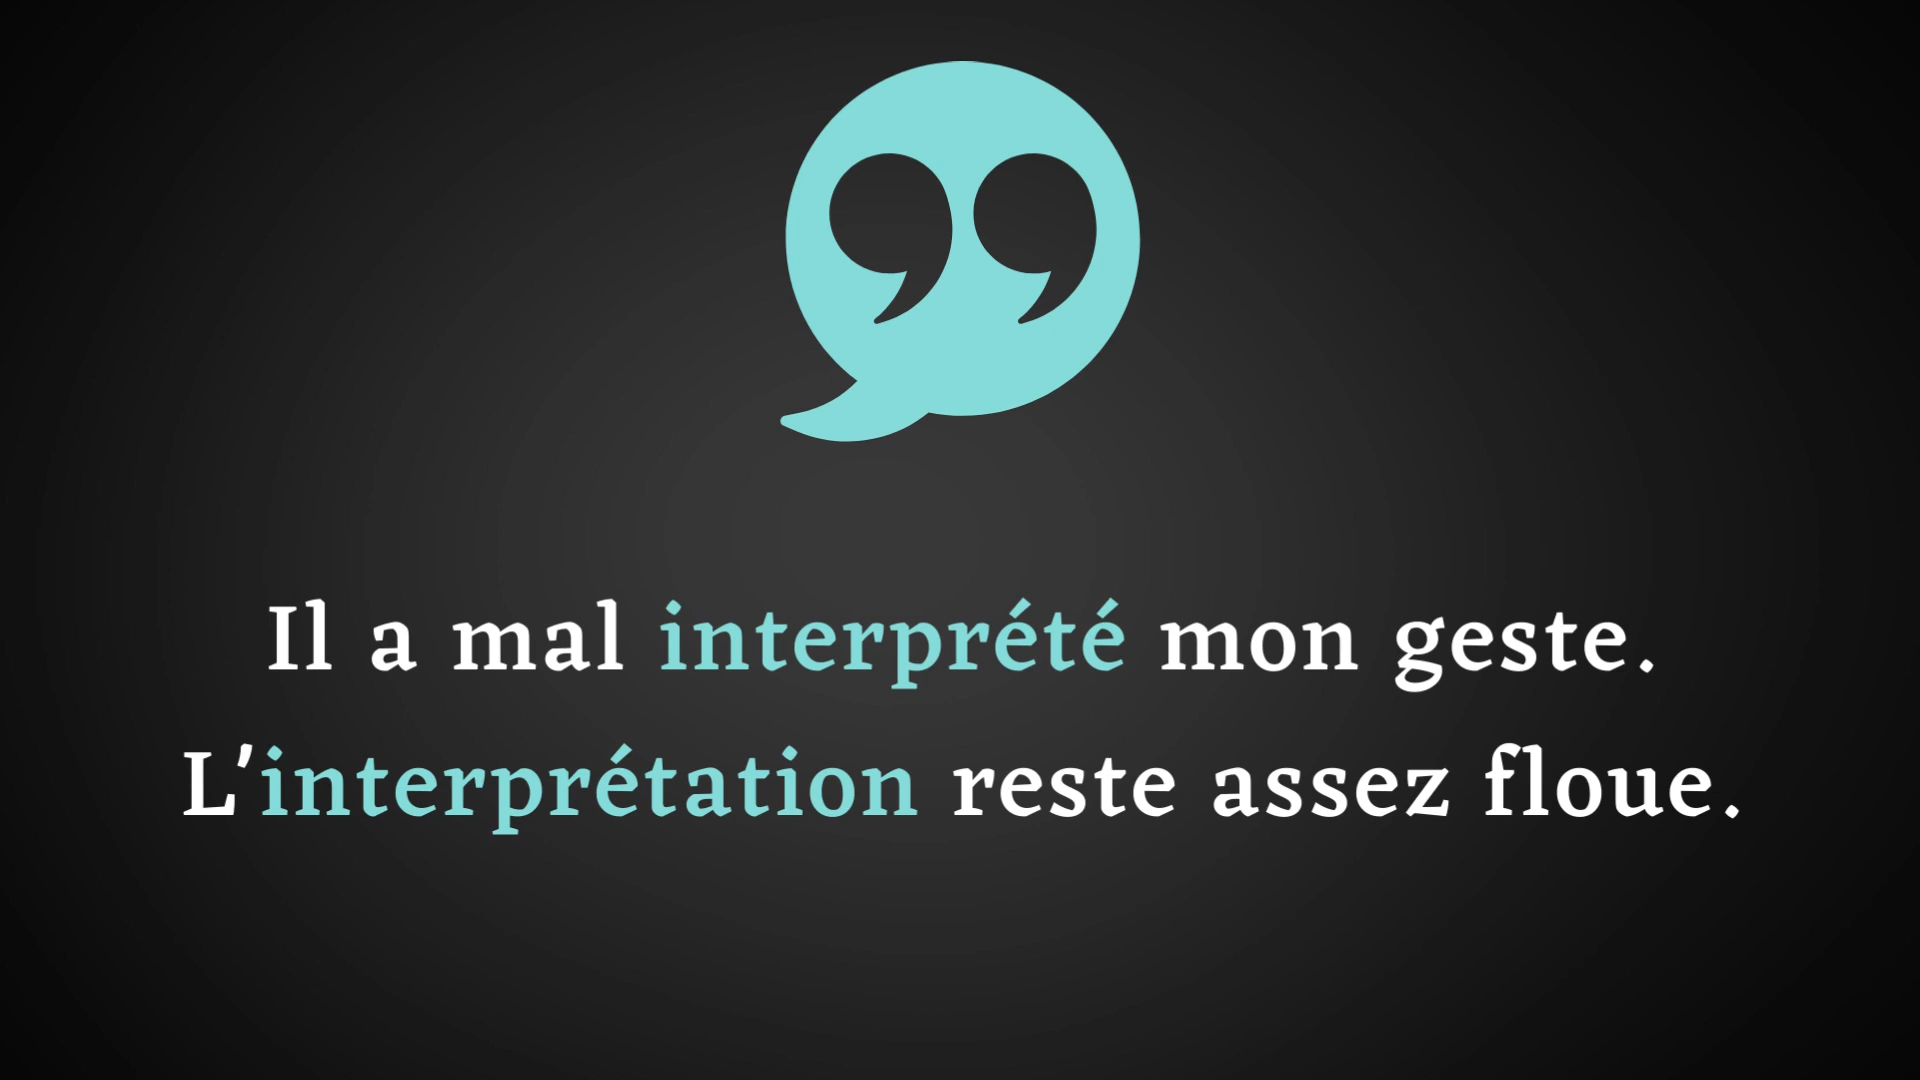 Il a mal interprété mon geste.
L'interprétation reste assez floue.